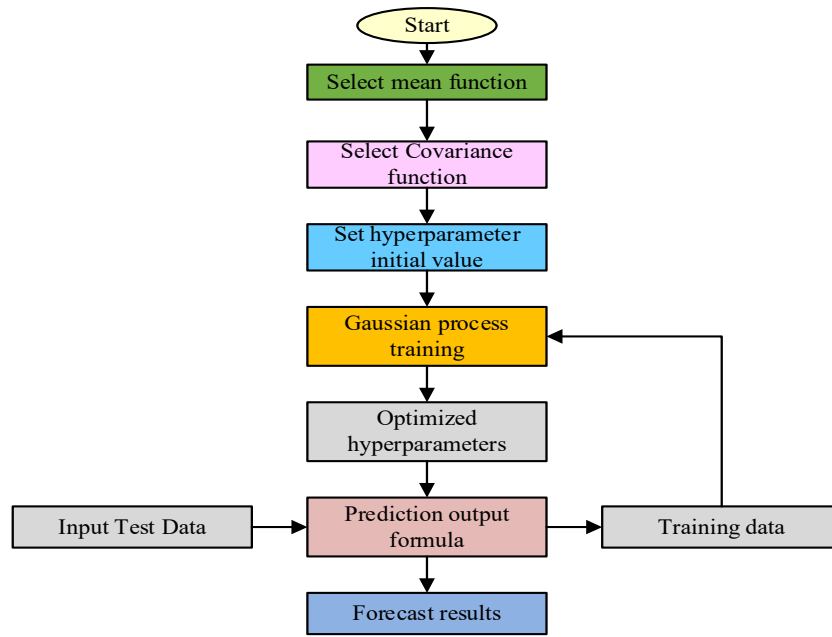 Start
Select mean function
Select Covariance
function
Set hyperparameter
initial value
Gaussian process
training
Optimized
hyperparameters
Input Test Data
Prediction output
formula
Training data
Forecast results